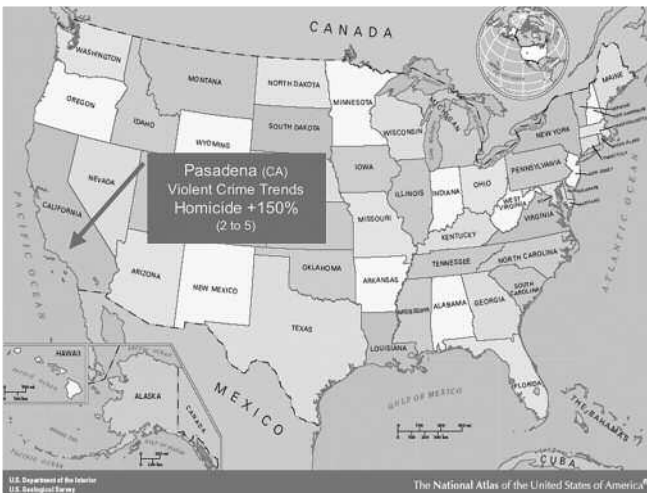 CANADA
WASHINGTON
MONTANA
NORTH DAKOTA
MINNESOTA
MICHIGAN
MAINE
OREGON
IDAHO
SOUTH DAKOTA
WISCONSIN
NEW YORK
WYOMING
Pasadena (CA)
Violent Crime Trends
Homicide +150%
(2 to 5)
IOWA
PENNSYLVANIA
NEVADA
ILLINOIS
INDIANA
OHIO
CALIFORNIA
MISSOURI
WEST
VIRGINIA
VIRGINIA
KENTUCKY
PACIFIC OCEAN
ATLANTIC OCEAN
ARIZONA
NEW MEXICO
OKLAHOMA
ARKANSAS
TENNESSEE
NORTH CAROLINA
SOUTH
CAROLINA
MISSISSIPPI
ALABAMA
GEORGIA
TEXAS
LOUISIANA
FLORIDA
HAWAII
ALASKA
CANADA
MEXICO
GULF OF MEXICO
THE BAHAMAS
CUBA
U.S. Department of the Interior
U.S. Geological Survey
The National Atlas of the United States of America®